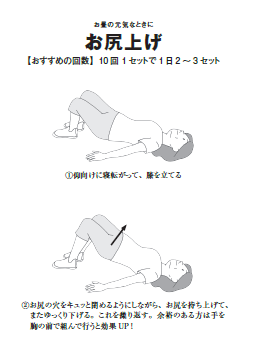 お昼の元気なときに
お尻上げ
【おすすめの回数】10回1セットで1日2〜3セット
①仰向けに寝転がって、膝を立てる
②お尻の穴をキュッと閉めるようにしながら、お尻を持ち上げて、
またゆっくり下げる。これを繰り返す。余裕のある方は手を
胸の前で組んで行うと効果UP!